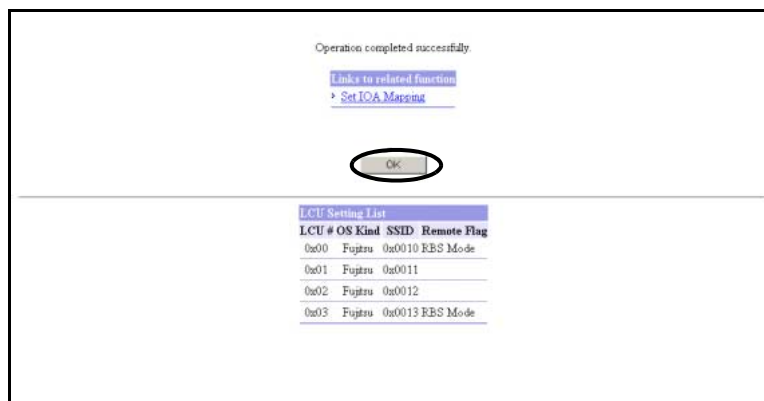 Operation completed successfully.
Links to related function
Set IOA Mapping
OK
LCU Setting List
LCU # OS Kind SSID Remote Flag
0x00 Fujitsu 0x0010 RBS Mode
0x01 Fujitsu 0x0011
0x02 Fujitsu 0x0012
0x03 Fujitsu 0x0013 RBS Mode